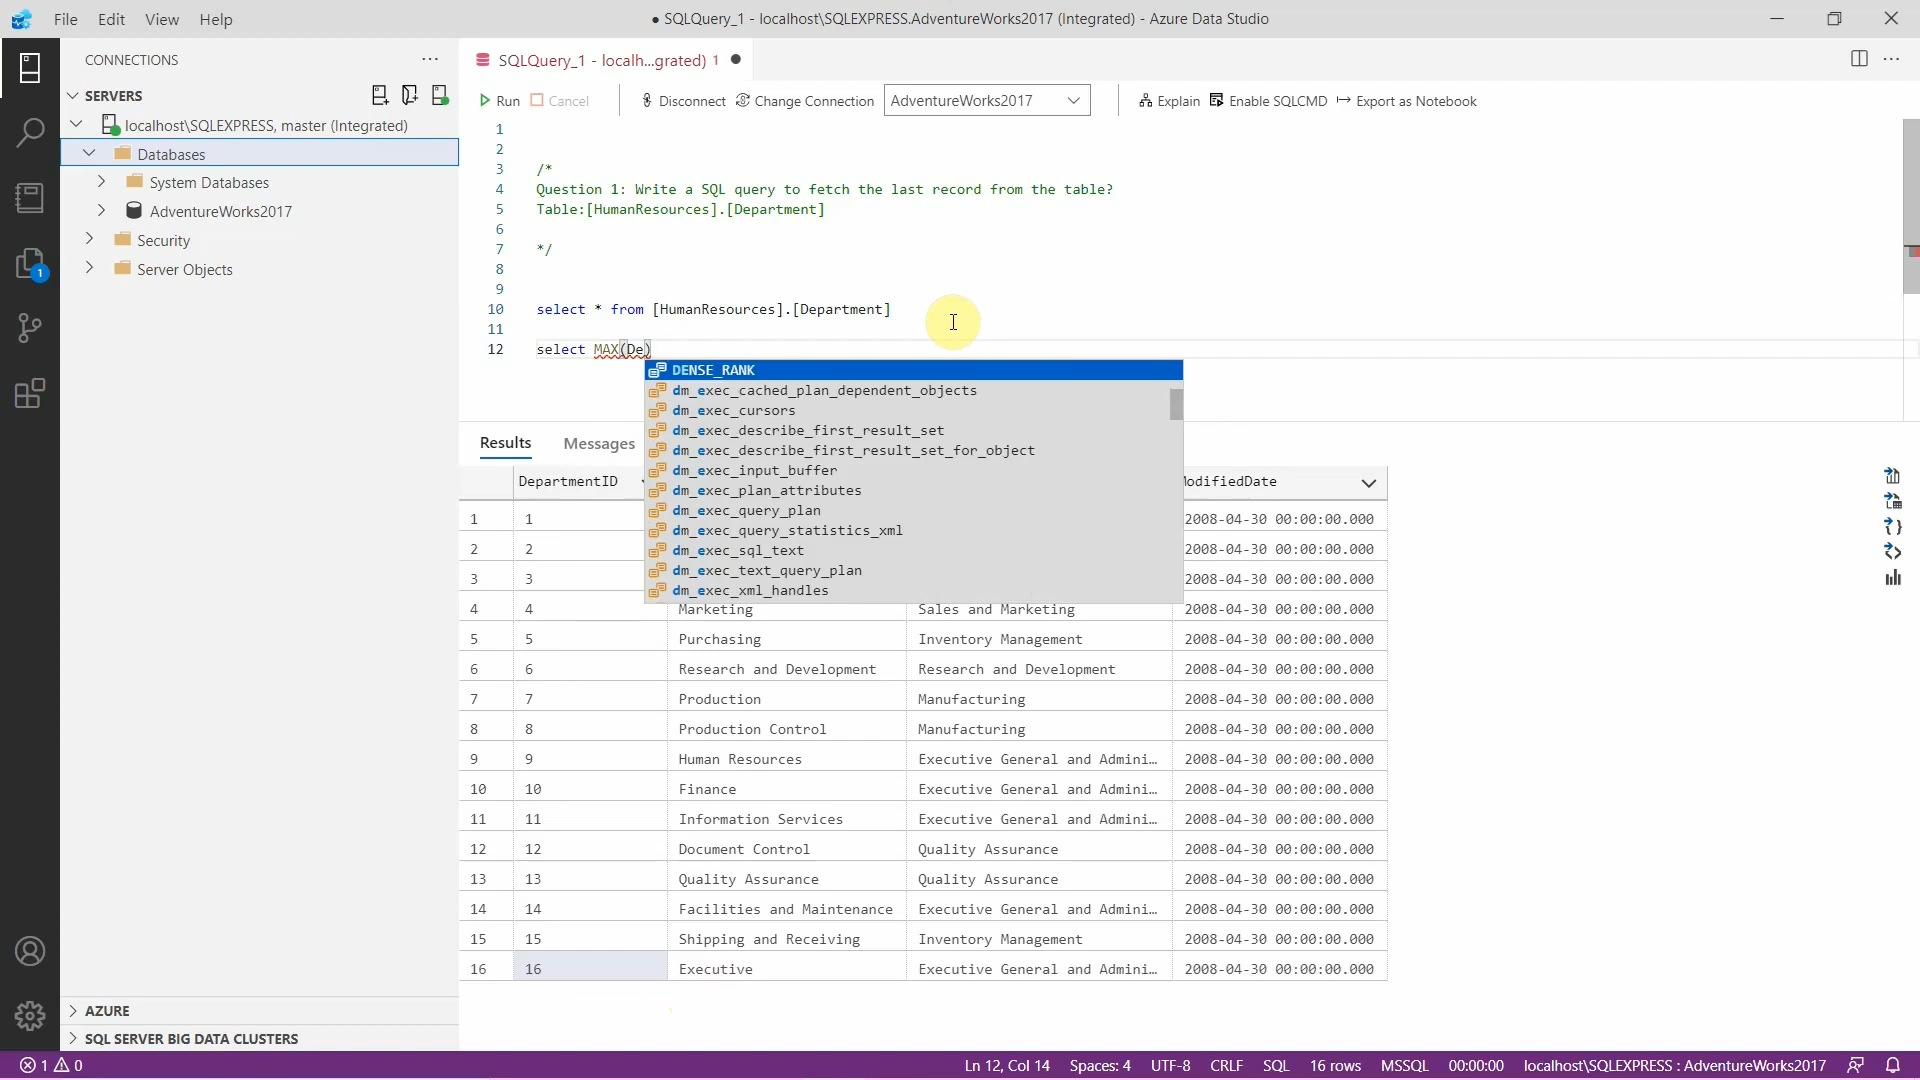 File Edit View Help
● SQLQuery_1 - localhost\SQLEXPRESS.AdventureWorks2017 (Integrated) - Azure Data Studio
CONNECTIONS
SERVERS
localhost\SQLEXPRESS, master (Integrated)
Databases
System Databases
AdventureWorks2017
Security
Server Objects
AZURE
SQL SERVER BIG DATA CLUSTERS
1
SQLQuery_1 - localh...grated) 1
Run Cancel Disconnect Change Connection AdventureWorks2017 Explain Enable SQLCMD Export as Notebook
1
2
3 /*
4 Question 1: Write a SQL query to fetch the last record from the table?
5 Table:[HumanResources].[Department]
6
7 */
8
9
10 select * from [HumanResources].[Department]
11
12 select MAX(De)
DENSE_RANK
dm_exec_cached_plan_dependent_objects
dm_exec_cursors
dm_exec_describe_first_result_set
dm_exec_describe_first_result_set_for_object
dm_exec_input_buffer
dm_exec_plan_attributes
dm_exec_query_plan
dm_exec_query_statistics_xml
dm_exec_sql_text
dm_exec_text_query_plan
dm_exec_xml_handles
Results Messages
DepartmentID ModifiedDate
1 1 2008-04-30 00:00:00.000
2 2 2008-04-30 00:00:00.000
3 3 2008-04-30 00:00:00.000
4 4 Marketing Sales and Marketing 2008-04-30 00:00:00.000
5 5 Purchasing Inventory Management 2008-04-30 00:00:00.000
6 6 Research and Development Research and Development 2008-04-30 00:00:00.000
7 7 Production Manufacturing 2008-04-30 00:00:00.000
8 8 Production Control Manufacturing 2008-04-30 00:00:00.000
9 9 Human Resources Executive General and Admini… 2008-04-30 00:00:00.000
10 10 Finance Executive General and Admini… 2008-04-30 00:00:00.000
11 11 Information Services Executive General and Admini… 2008-04-30 00:00:00.000
12 12 Document Control Quality Assurance 2008-04-30 00:00:00.000
13 13 Quality Assurance Quality Assurance 2008-04-30 00:00:00.000
14 14 Facilities and Maintenance Executive General and Admini… 2008-04-30 00:00:00.000
15 15 Shipping and Receiving Inventory Management 2008-04-30 00:00:00.000
16 16 Executive Executive General and Admini… 2008-04-30 00:00:00.000
1 0 Ln 12, Col 14 Spaces: 4 UTF-8 CRLF SQL 16 rows MSSQL 00:00:00 localhost\SQLEXPRESS : AdventureWorks2017